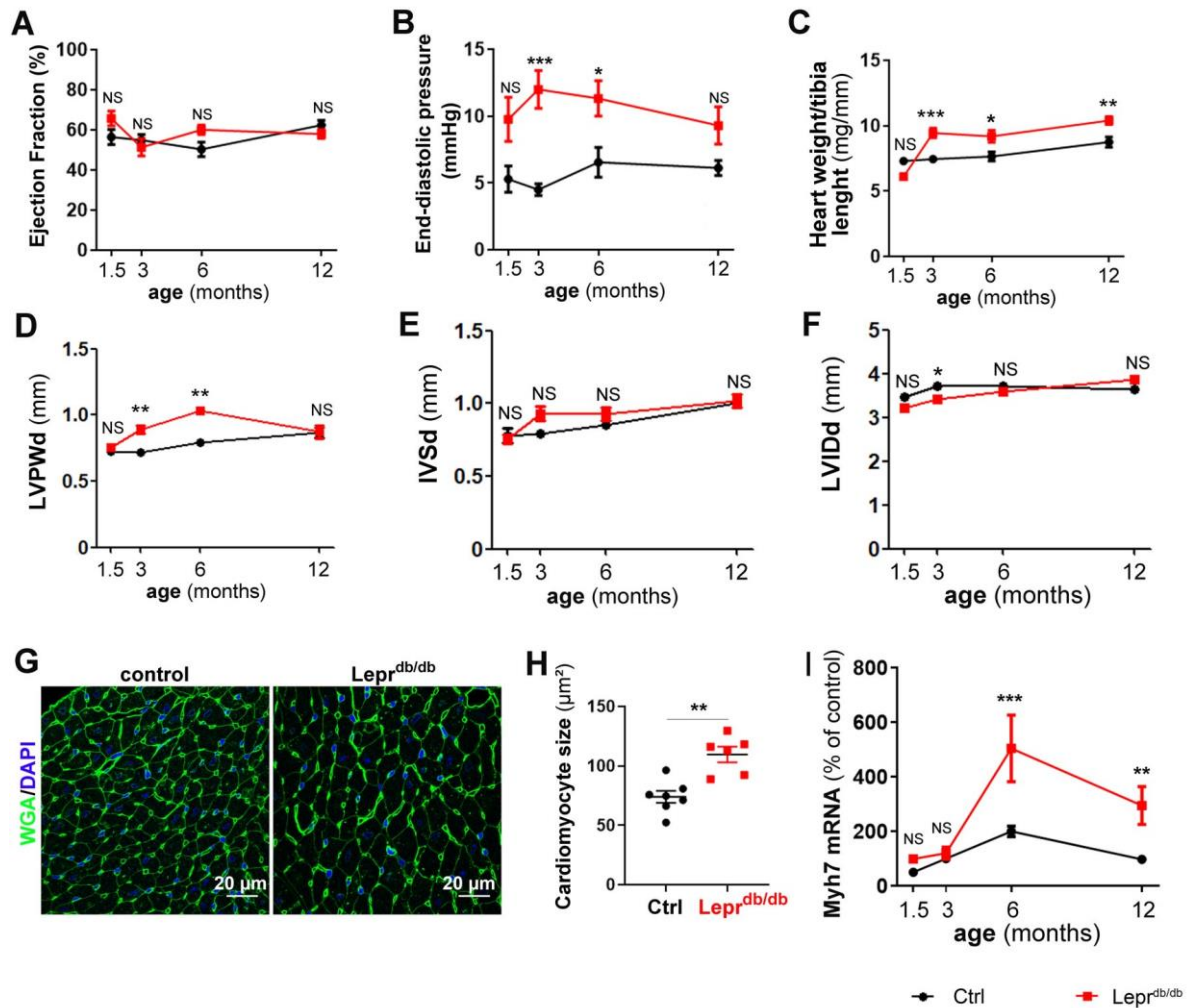 A
Ejection Fraction (%)
100
80
60
40
20
0
NS
NS
NS
NS
1.5
3
6
12
age (months)
B
End-diastolic pressure
(mmHg)
15
10
5
0
NS
***
*
NS
1.5
3
6
12
age (months)
C
Heart weight/tibia
lenght (mg/mm)
15
10
5
0
NS
***
*
**
1.5
3
6
12
age (months)
D
LVPWd (mm)
1.5
1.0
0.5
0
NS
**
**
NS
1.5
3
6
12
age (months)
E
IVSd (mm)
1.5
1.0
0.5
0
NS
NS
NS
NS
1.5
3
6
12
age (months)
F
LVIDd (mm)
5
4
3
2
1
0
NS
*
NS
NS
1.5
3
6
12
age (months)
G
control
Lepr^db/db
WGA/DAPI
20 µm
20 µm
H
Cardiomyocyte size (µm²)
150
100
50
0
**
Ctrl
Lepr^db/db
I
Myh7 mRNA (% of control)
800
600
400
200
0
NS
NS
***
**
1.5
3
6
12
age (months)
Ctrl
Lepr^db/db